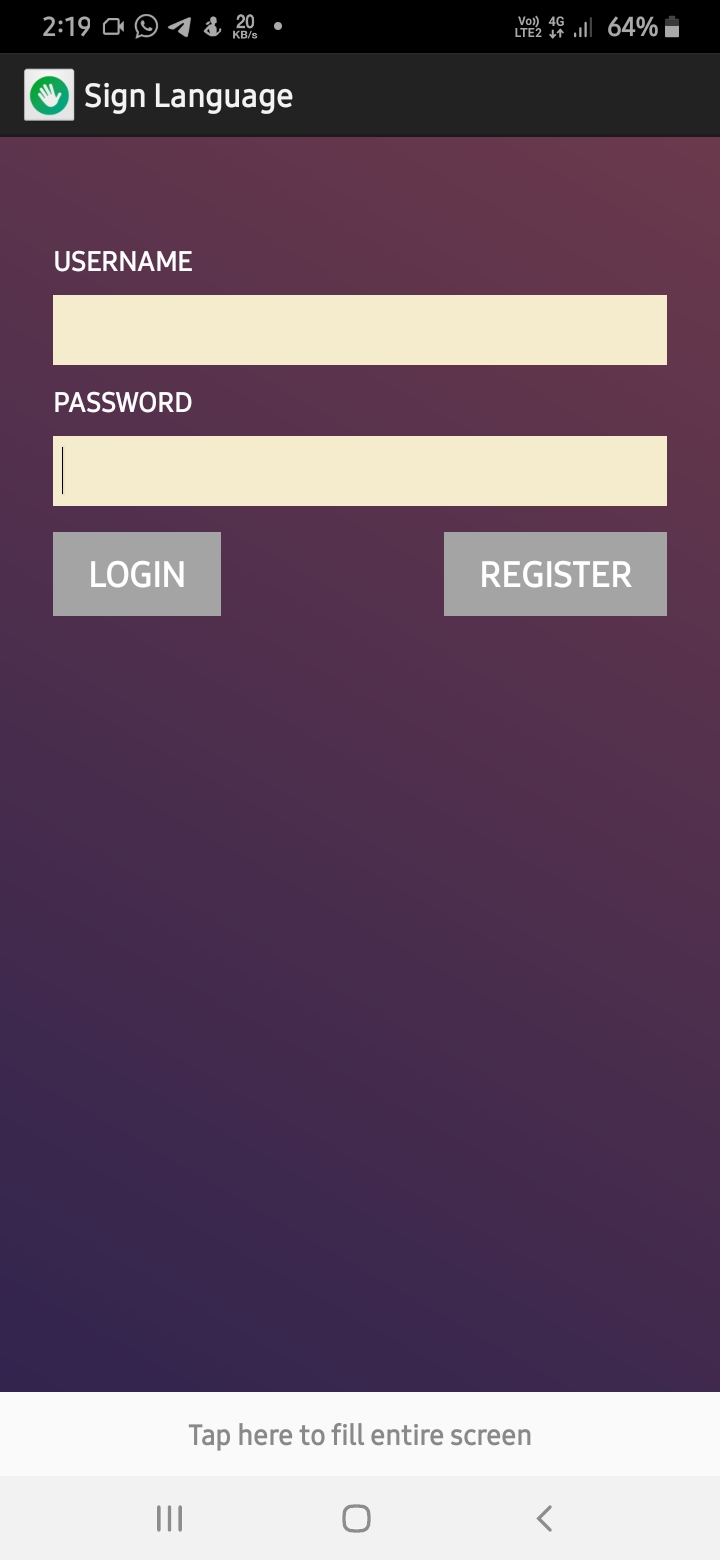 2:19 20 KB/s Vo)) LTE2 4G 64%
Sign Language
USERNAME
PASSWORD
LOGIN REGISTER
Tap here to fill entire screen